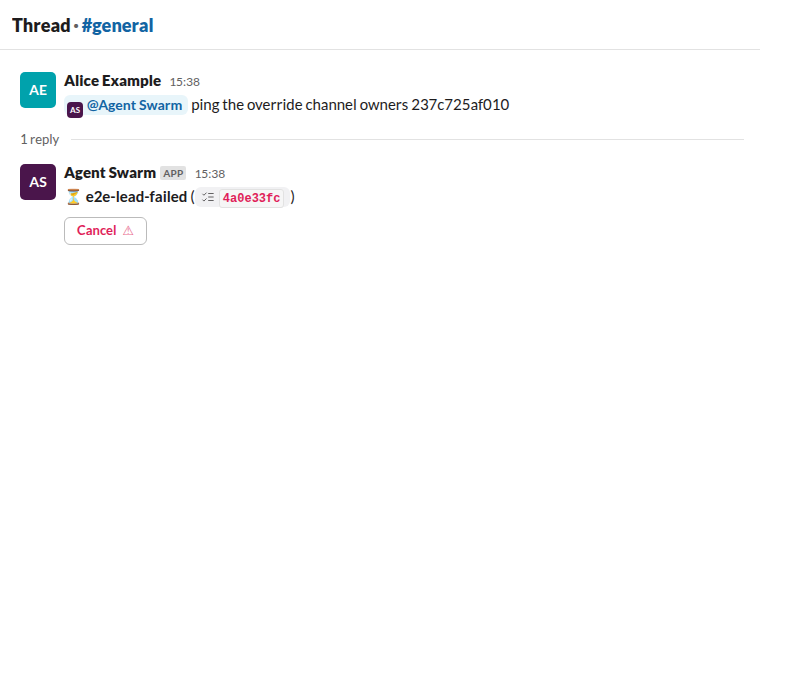 Thread • #general
AE
Alice Example 15:38
AS @Agent Swarm ping the override channel owners 237c725af010
1 reply
AS
Agent Swarm APP 15:38
⏳ e2e-lead-failed ( 4a0e33fc )
Cancel ⚠